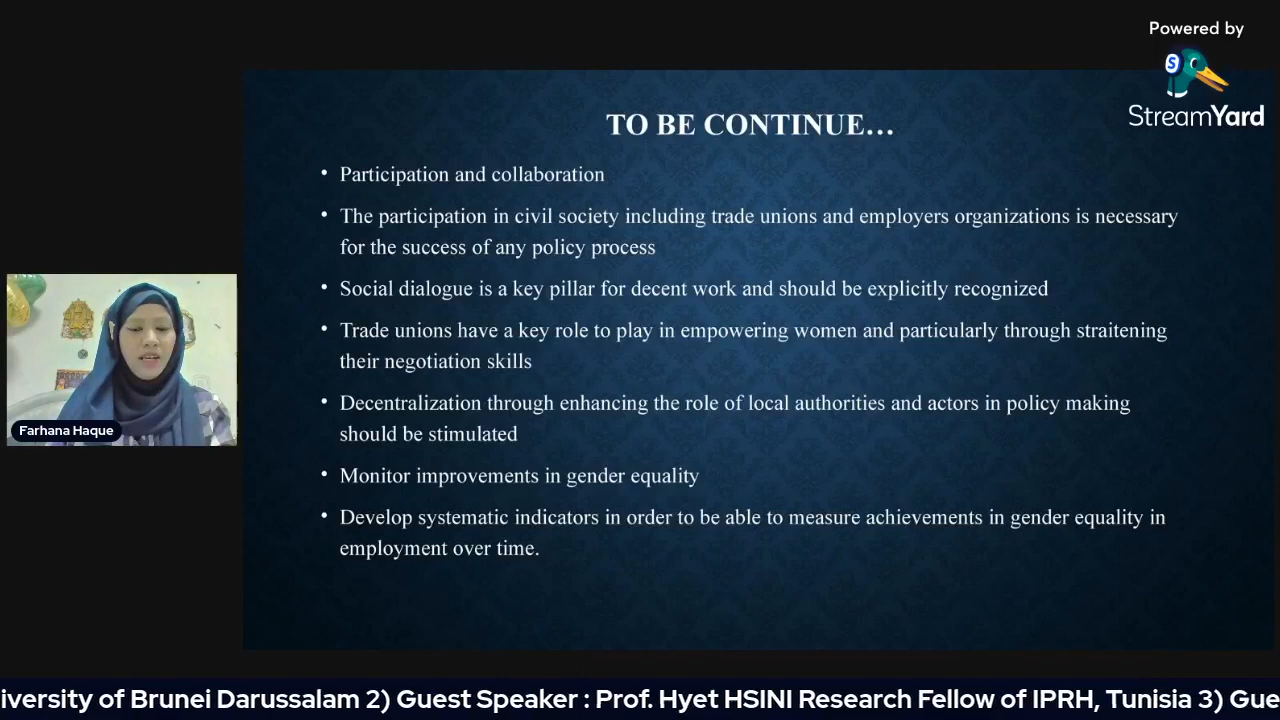 Powered by
StreamYard
TO BE CONTINUE...
• Participation and collaboration
• The participation in civil society including trade unions and employers organizations is necessary
for the success of any policy process
• Social dialogue is a key pillar for decent work and should be explicitly recognized
• Trade unions have a key role to play in empowering women and particularly through straitening
their negotiation skills
• Decentralization through enhancing the role of local authorities and actors in policy making
should be stimulated
• Monitor improvements in gender equality
• Develop systematic indicators in order to be able to measure achievements in gender equality in
employment over time.
Farhana Haque
iversity of Brunei Darussalam 2) Guest Speaker : Prof. Hyet HSINI Research Fellow of IPRH, Tunisia 3) Gue